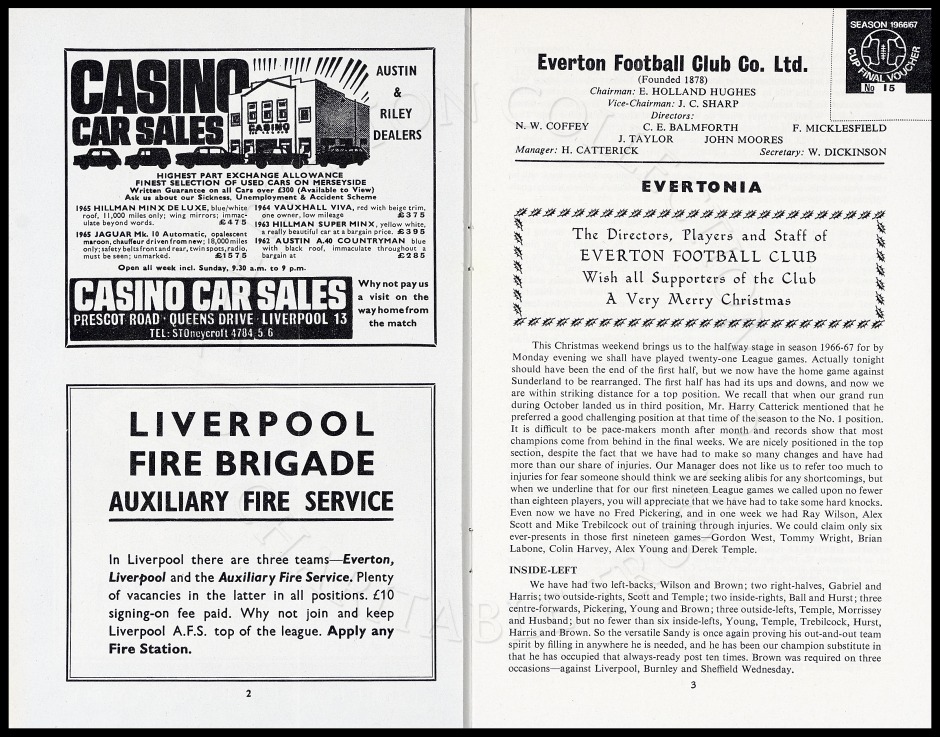 CASINO
CAR SALES
CASINO
AUSTIN
&
RILEY
DEALERS
HIGHEST PART EXCHANGE ALLOWANCE
FINEST SELECTION OF USED CARS ON MERSEYSIDE
Written Guarantee on all Cars over £300 (Available to View)
Ask us about our Sickness, Unemployment & Accident Scheme
1965 HILLMAN MINX DE LUXE, blue/white
roof, 11,000 miles only; wing mirrors; immac-
ulate beyond words. £475
1965 JAGUAR Mk. 10 Automatic, opalescent
maroon, chauffeur driven from new; 18,000 miles
only; safety belts front and rear, twin spots, radio,
must be seen; unmarked. £1575
1964 VAUXHALL VIVA, red with beige trim,
one owner, low mileage £375
1963 HILLMAN SUPER MINX, yellow white,
a really beautiful car at a bargain price. £395
1962 AUSTIN A.40 COUNTRYMAN blue
with black roof, immaculate throughout a
bargain at £285
Open all week incl. Sunday, 9.30 a.m. to 9 p.m.
CASINO CAR SALES
PRESCOT ROAD · QUEENS DRIVE · LIVERPOOL 13
TEL: STOneycroft 4784 5 6
Why not pay us
a visit on the
way home from
the match
LIVERPOOL
FIRE BRIGADE
AUXILIARY FIRE SERVICE
In Liverpool there are three teams—Everton,
Liverpool and the Auxiliary Fire Service. Plenty
of vacancies in the latter in all positions. £10
signing-on fee paid. Why not join and keep
Liverpool A.F.S. top of the league. Apply any
Fire Station.
2
SEASON 1966/67
CUP FINAL VOUCHER
No 15
Everton Football Club Co. Ltd.
(Founded 1878)
Chairman: E. HOLLAND HUGHES
Vice-Chairman: J. C. SHARP
Directors:
N. W. COFFEY C. E. BALMFORTH F. MICKLESFIELD
J. TAYLOR JOHN MOORES
Manager: H. CATTERICK Secretary: W. DICKINSON
EVERTONIA
The Directors, Players and Staff of
EVERTON FOOTBALL CLUB
Wish all Supporters of the Club
A Very Merry Christmas
This Christmas weekend brings us to the halfway stage in season 1966-67 for by
Monday evening we shall have played twenty-one League games. Actually tonight
should have been the end of the first half, but we now have the home game against
Sunderland to be rearranged. The first half has had its ups and downs, and now we
are within striking distance for a top position. We recall that when our grand run
during October landed us in third position, Mr. Harry Catterick mentioned that he
preferred a good challenging position at that time of the season to the No. 1 position.
It is difficult to be pace-makers month after month and records show that most
champions come from behind in the final weeks. We are nicely positioned in the top
section, despite the fact that we have had to make so many changes and have had
more than our share of injuries. Our Manager does not like us to refer too much to
injuries for fear someone should think we are seeking alibis for any shortcomings, but
when we underline that for our first nineteen League games we called upon no fewer
than eighteen players, you will appreciate that we have had to take some hard knocks.
Even now we have no Fred Pickering, and in one week we had Ray Wilson, Alex
Scott and Mike Trebilcock out of training through injuries. We could claim only six
ever-presents in those first nineteen games—Gordon West, Tommy Wright, Brian
Labone, Colin Harvey, Alex Young and Derek Temple.
INSIDE-LEFT
We have had two left-backs, Wilson and Brown; two right-halves, Gabriel and
Harris; two outside-rights, Scott and Temple; two inside-rights, Ball and Hurst; three
centre-forwards, Pickering, Young and Brown; three outside-lefts, Temple, Morrissey
and Husband; but no fewer than six inside-lefts, Young, Temple, Trebilcock, Hurst,
Harris and Brown. So the versatile Sandy is once again proving his out-and-out team
spirit by filling in anywhere he is needed, and he has been our champion substitute in
that he has occupied that always-ready post ten times. Brown was required on three
occasions—against Liverpool, Burnley and Sheffield Wednesday.
3